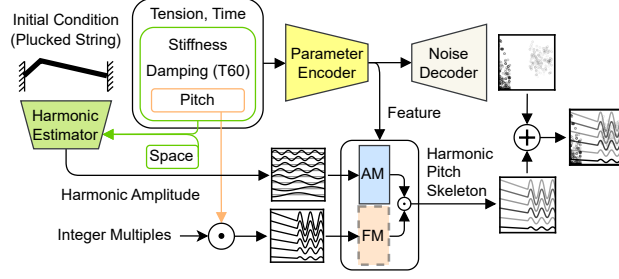 Initial Condition
(Plucked String)
Tension, Time
Stiffness
Damping (T60)
Pitch
Parameter
Encoder
Noise
Decoder
Harmonic
Estimator
Space
Feature
Harmonic Amplitude
AM
Harmonic
Pitch
Skeleton
Integer Multiples
FM